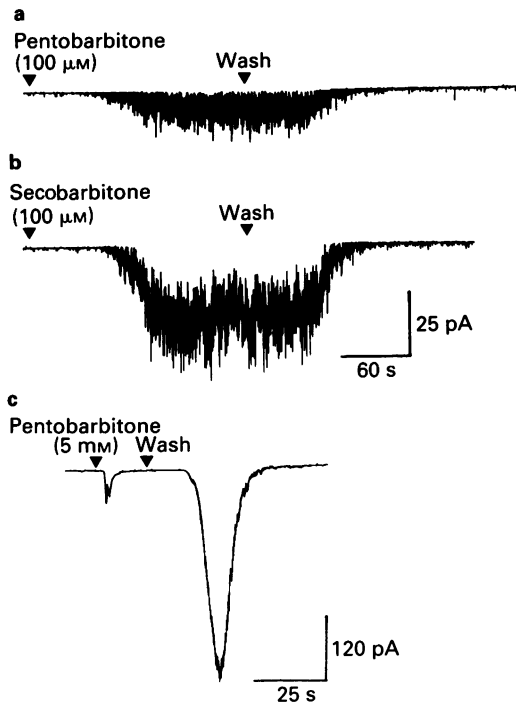 a
Pentobarbitone
(100 μM)
Wash
b
Secobarbitone
(100 μM)
Wash
25 pA
60 s
c
Pentobarbitone
(5 mM)
Wash
120 pA
25 s